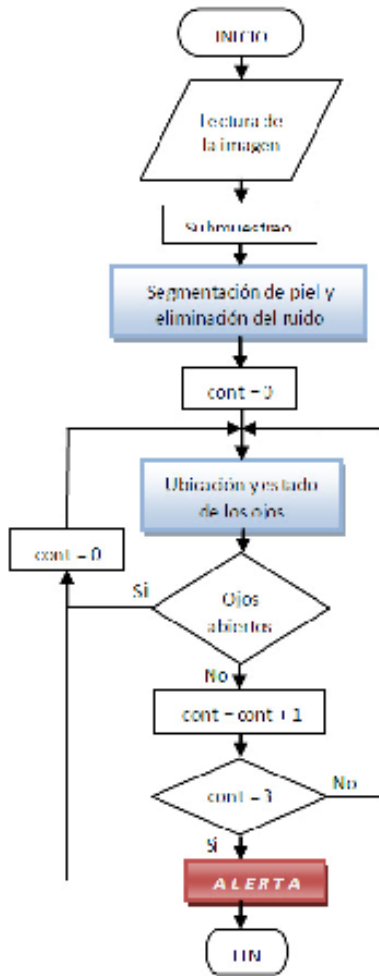 INICIO
Lectura de
la imagen
Submuestreo
Segmentación de piel y
eliminación del ruido
cont = 0
Ubicación y estado
de los ojos
cont = 0
Si
Ojos
abiertos
No
cont = cont + 1
cont = 3
No
Si
ALERTA
FIN